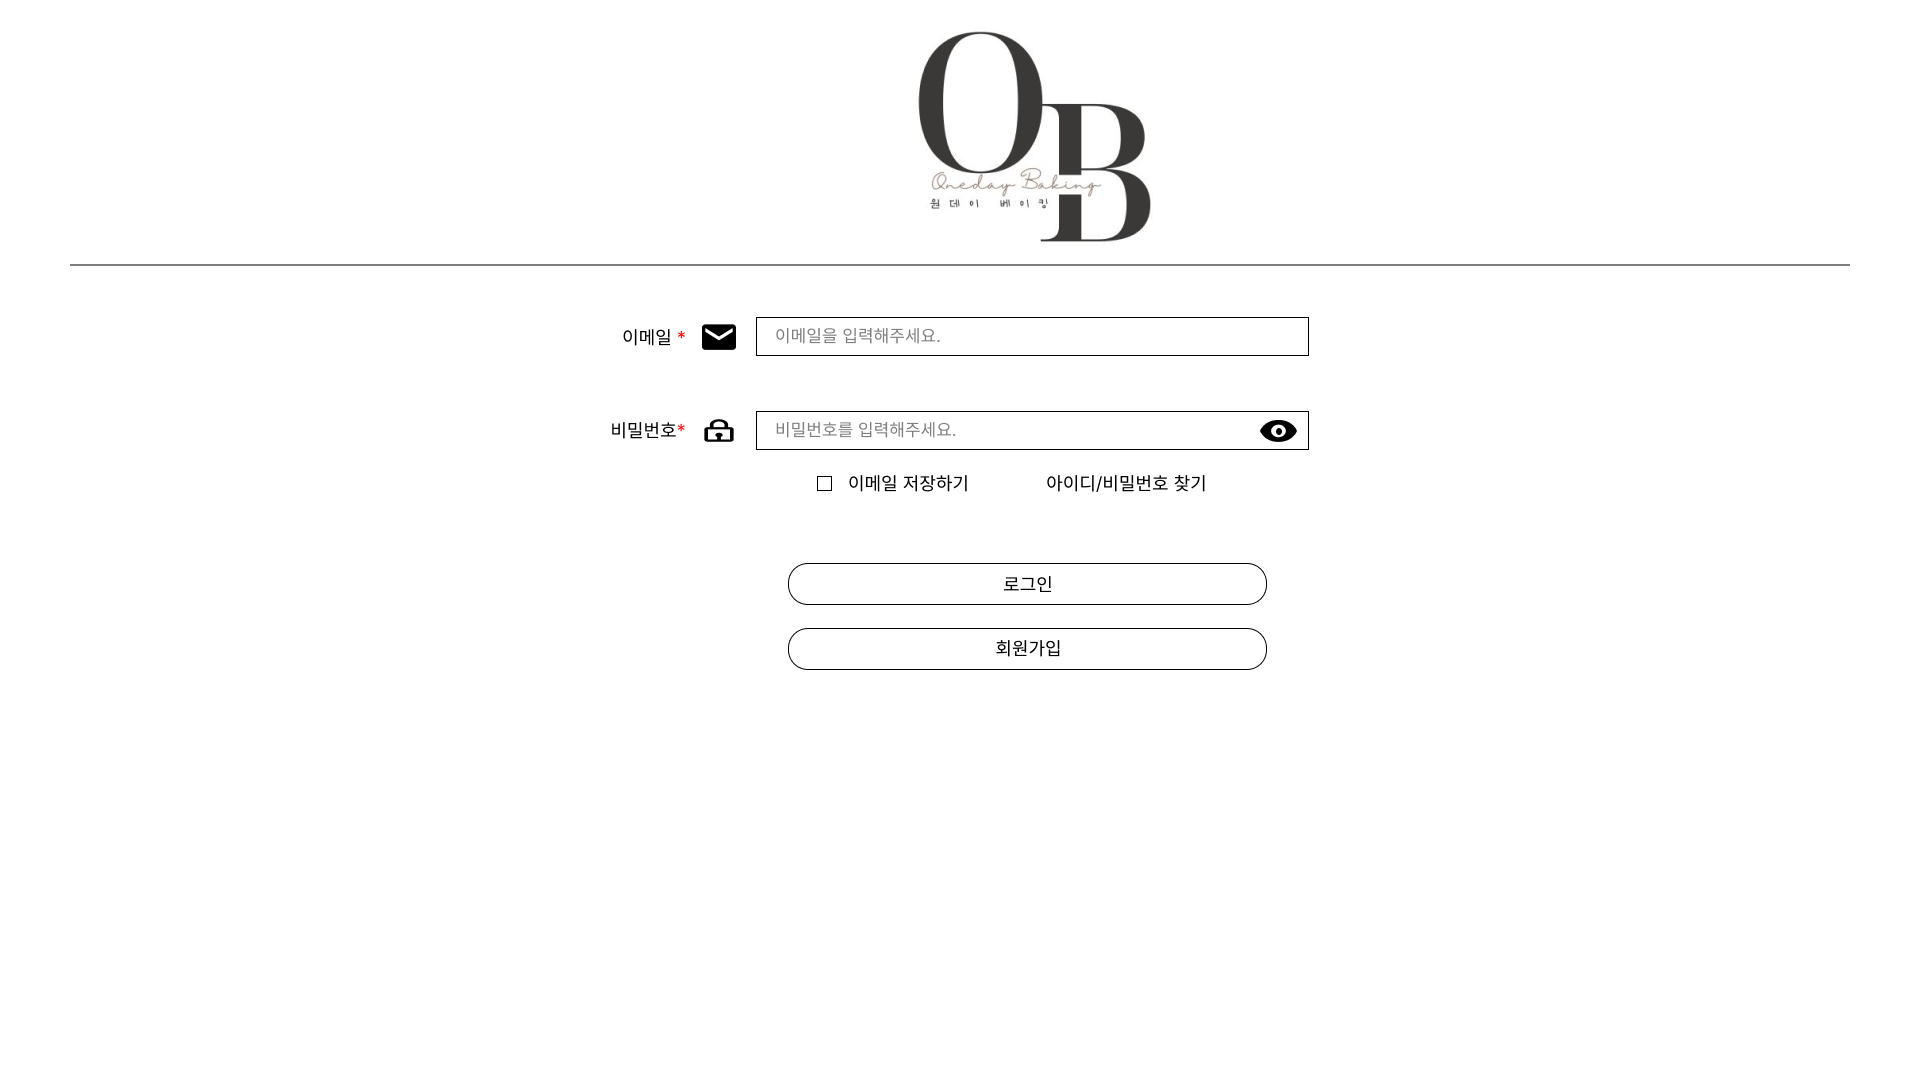 OB
Oneday Baking
원데이 베이킹
이메일 *
이메일을 입력해주세요.
비밀번호*
비밀번호를 입력해주세요.
이메일 저장하기 아이디/비밀번호 찾기
로그인
회원가입